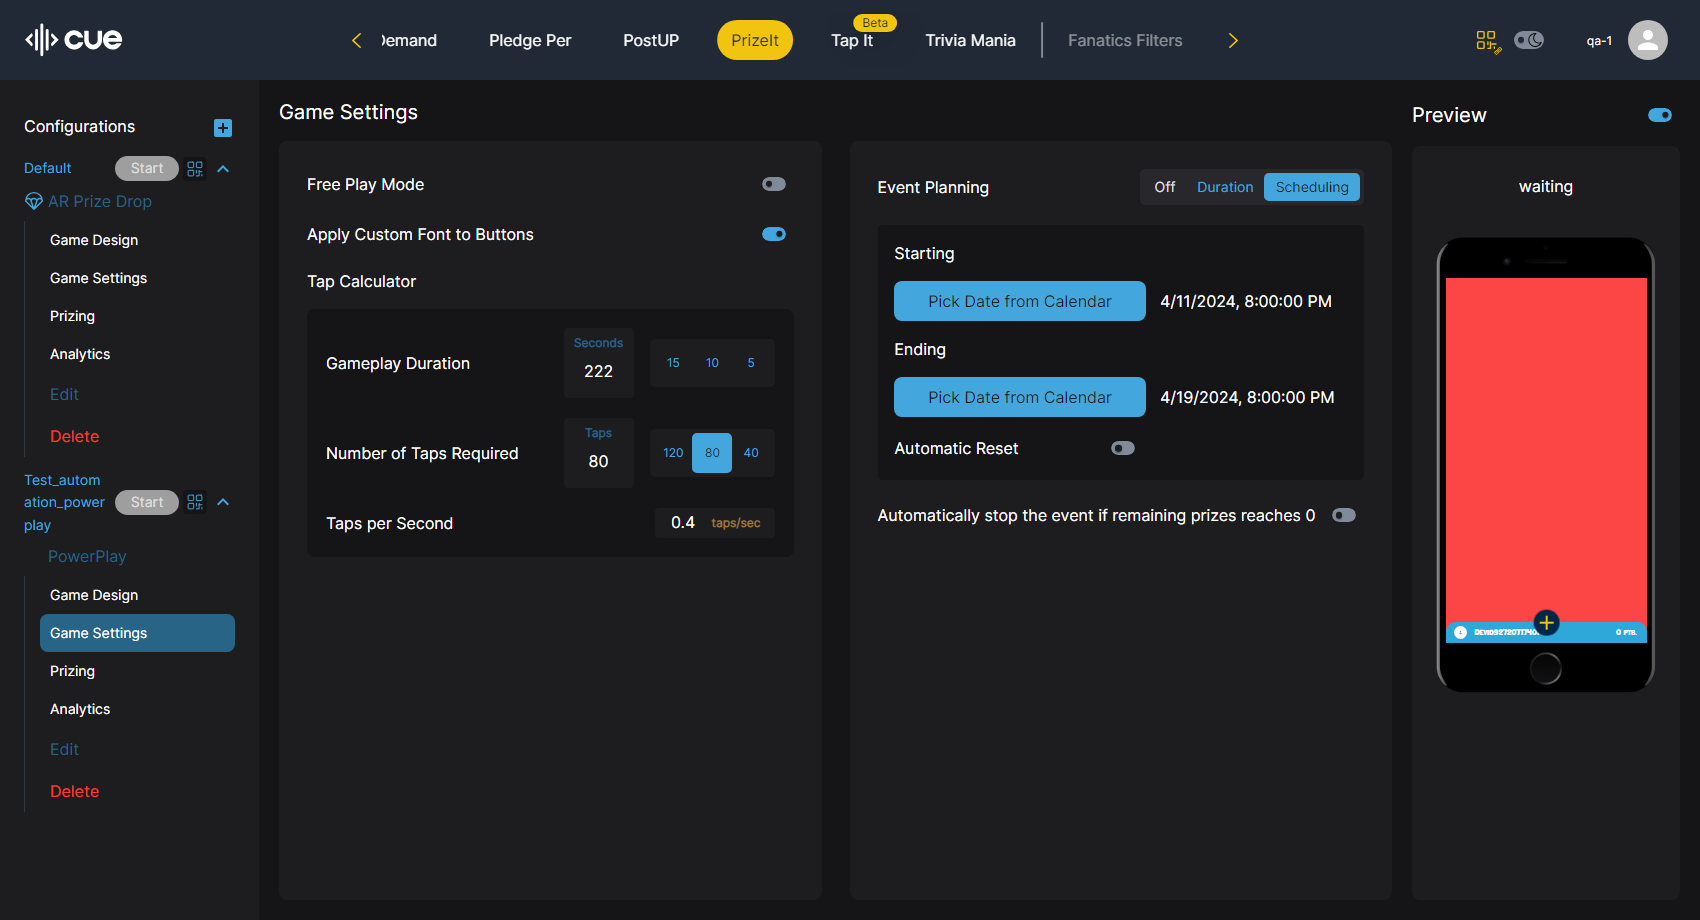 cue
Demand
Pledge Per
PostUP
PrizeIt
Beta
Tap It
Trivia Mania
Fanatics Filters
qa-1
Configurations
Default
Start
AR Prize Drop
Game Design
Game Settings
Prizing
Analytics
Edit
Delete
Test_autom
ation_power
play
Start
PowerPlay
Game Design
Game Settings
Prizing
Analytics
Edit
Delete
Game Settings
Free Play Mode
Apply Custom Font to Buttons
Tap Calculator
Gameplay Duration
Seconds
222
15 10 5
Number of Taps Required
Taps
80
120 80 40
Taps per Second
0.4 taps/sec
Event Planning
Off Duration Scheduling
Starting
Pick Date from Calendar 4/11/2024, 8:00:00 PM
Ending
Pick Date from Calendar 4/19/2024, 8:00:00 PM
Automatic Reset
Automatically stop the event if remaining prizes reaches 0
Preview
waiting
0 PTS.